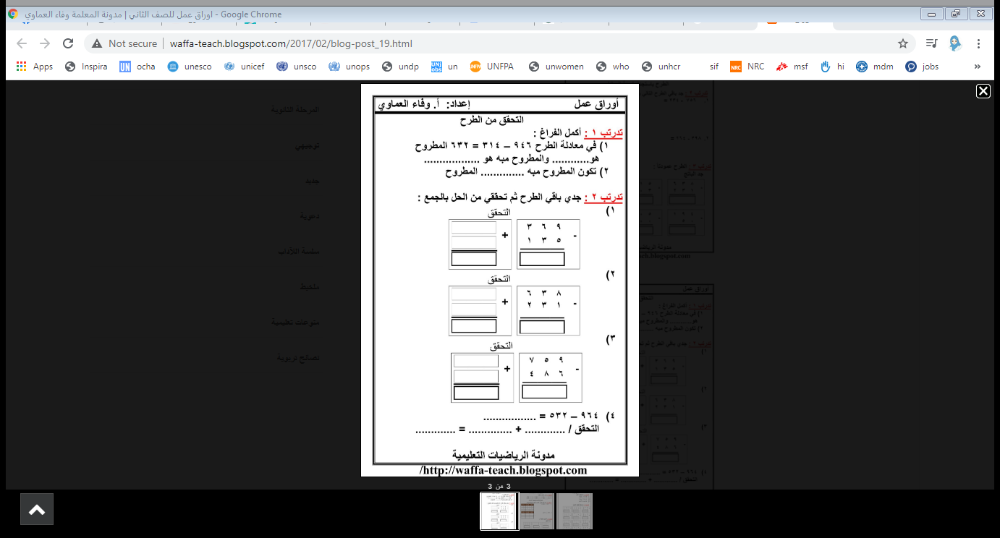 اوراق عمل للصف الثاني | مدونة المعلمة وفاء العماوي - Google Chrome
Not secure | waffa-teach.blogspot.com/2017/02/blog-post_19.html
Apps Inspira ocha unesco unicef unsco unops undp un UNFPA unwomen who unhcr sif NRC msf hi mdm jobs »
المرحلة الثانوية
توجيهي
جديد
دعوية
سلسة اللآداب
ملخبط
منوعات تعليمية
نصائح تربوية
أوراق عمل إعداد: أ. وفاء العماوي
التحقق من الطرح
تدرتب ١ : أكمل الفراغ :
١) في معادلة الطرح ٩٤٦ – ٣١٤ = ٦٣٢ المطروح
هو............ والمطروح مبه هو .................
٢) تكون المطروح مبه .............. المطروح
تدرتب ٢ : جدي باقي الطرح ثم تحققي من الحل بالجمع :
١)
التحقق
٣ ٦ ٩
-
١ ٣ ٥
+
٢)
التحقق
٦ ٣ ٨
-
٢ ٣ ١
+
٣)
التحقق
٧ ٥ ٩
-
٤ ٨ ٦
+
٤) ٩٦٤ – ٥٣٢ = .................
التحقق / ............. + .............. = .............
مدونة الرياضيات التعليمية
/http://waffa-teach.blogspot.com
3 من 3